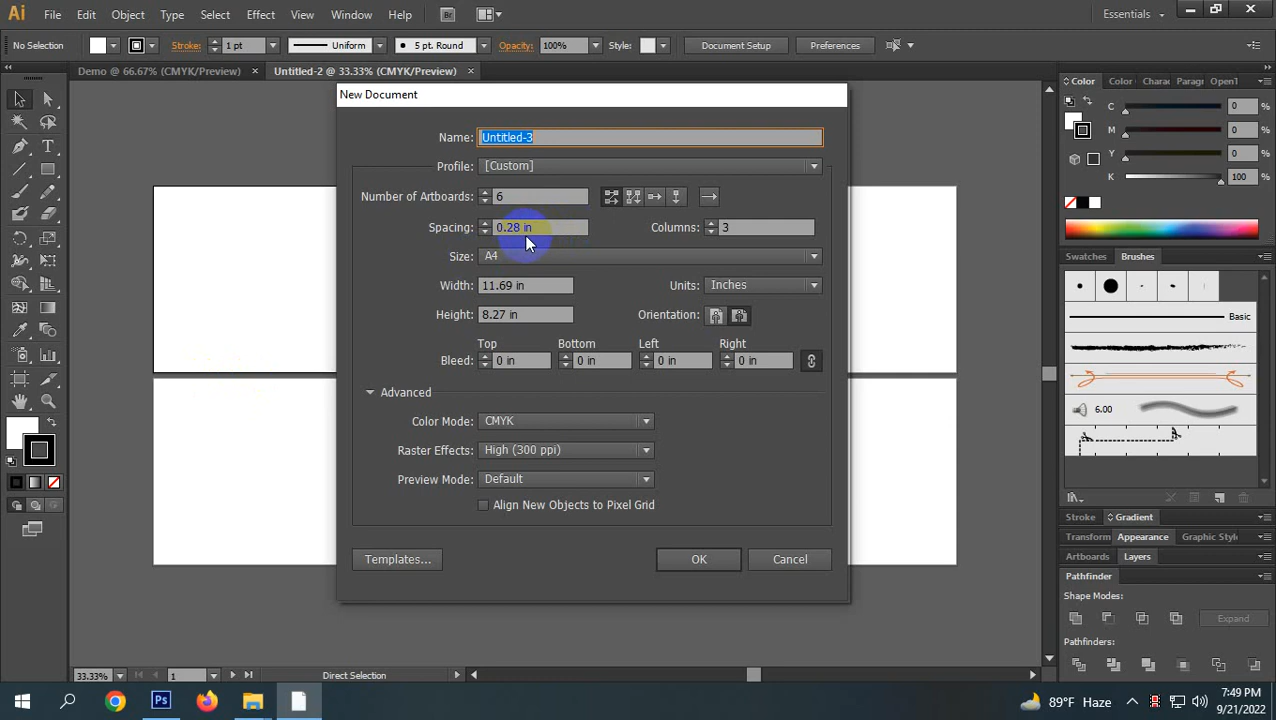 Ai File Edit Object Type Select Effect View Window Help Br Essentials
No Selection Stroke: 1 pt Uniform 5 pt. Round Opacity: 100% Style: Document Setup Preferences
Demo @ 66.67% (CMYK/Preview) × Untitled-2 @ 33.33% (CMYK/Preview) ×
New Document
Name: Untitled-3
Profile: [Custom]
Number of Artboards: 6
Spacing: 0.28 in Columns: 3
Size: A4
Width: 11.69 in Units: Inches
Height: 8.27 in Orientation:
Top Bottom Left Right
Bleed: 0 in 0 in 0 in 0 in
Advanced
Color Mode: CMYK
Raster Effects: High (300 ppi)
Preview Mode: Default
Align New Objects to Pixel Grid
Templates... OK Cancel
Color Color Chara Paragr OpenT
C 0 %
M 0 %
Y 0 %
K 100 %
Swatches Brushes
Basic
6.00
Stroke Gradient
Transform Appearance Graphic Style
Artboards Layers
Pathfinder
Shape Modes:
Expand
Pathfinders:
33.33% 1 Direct Selection
Ps 89°F Haze 7:49 PM
9/21/2022